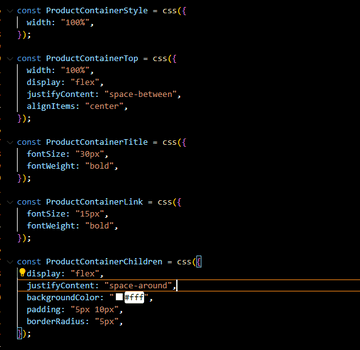 const ProductContainerStyle = css({
width: "100%",
});
const ProductContainerTop = css({
width: "100%",
display: "flex",
justifyContent: "space-between",
alignItems: "center",
});
const ProductContainerTitle = css({
fontSize: "30px",
fontWeight: "bold",
});
const ProductContainerLink = css({
fontSize: "15px",
fontWeight: "bold",
});
const ProductContainerChildren = css({
display: "flex",
justifyContent: "space-around",
backgroundColor: "#fff",
padding: "5px 10px",
borderRadius: "5px",
});